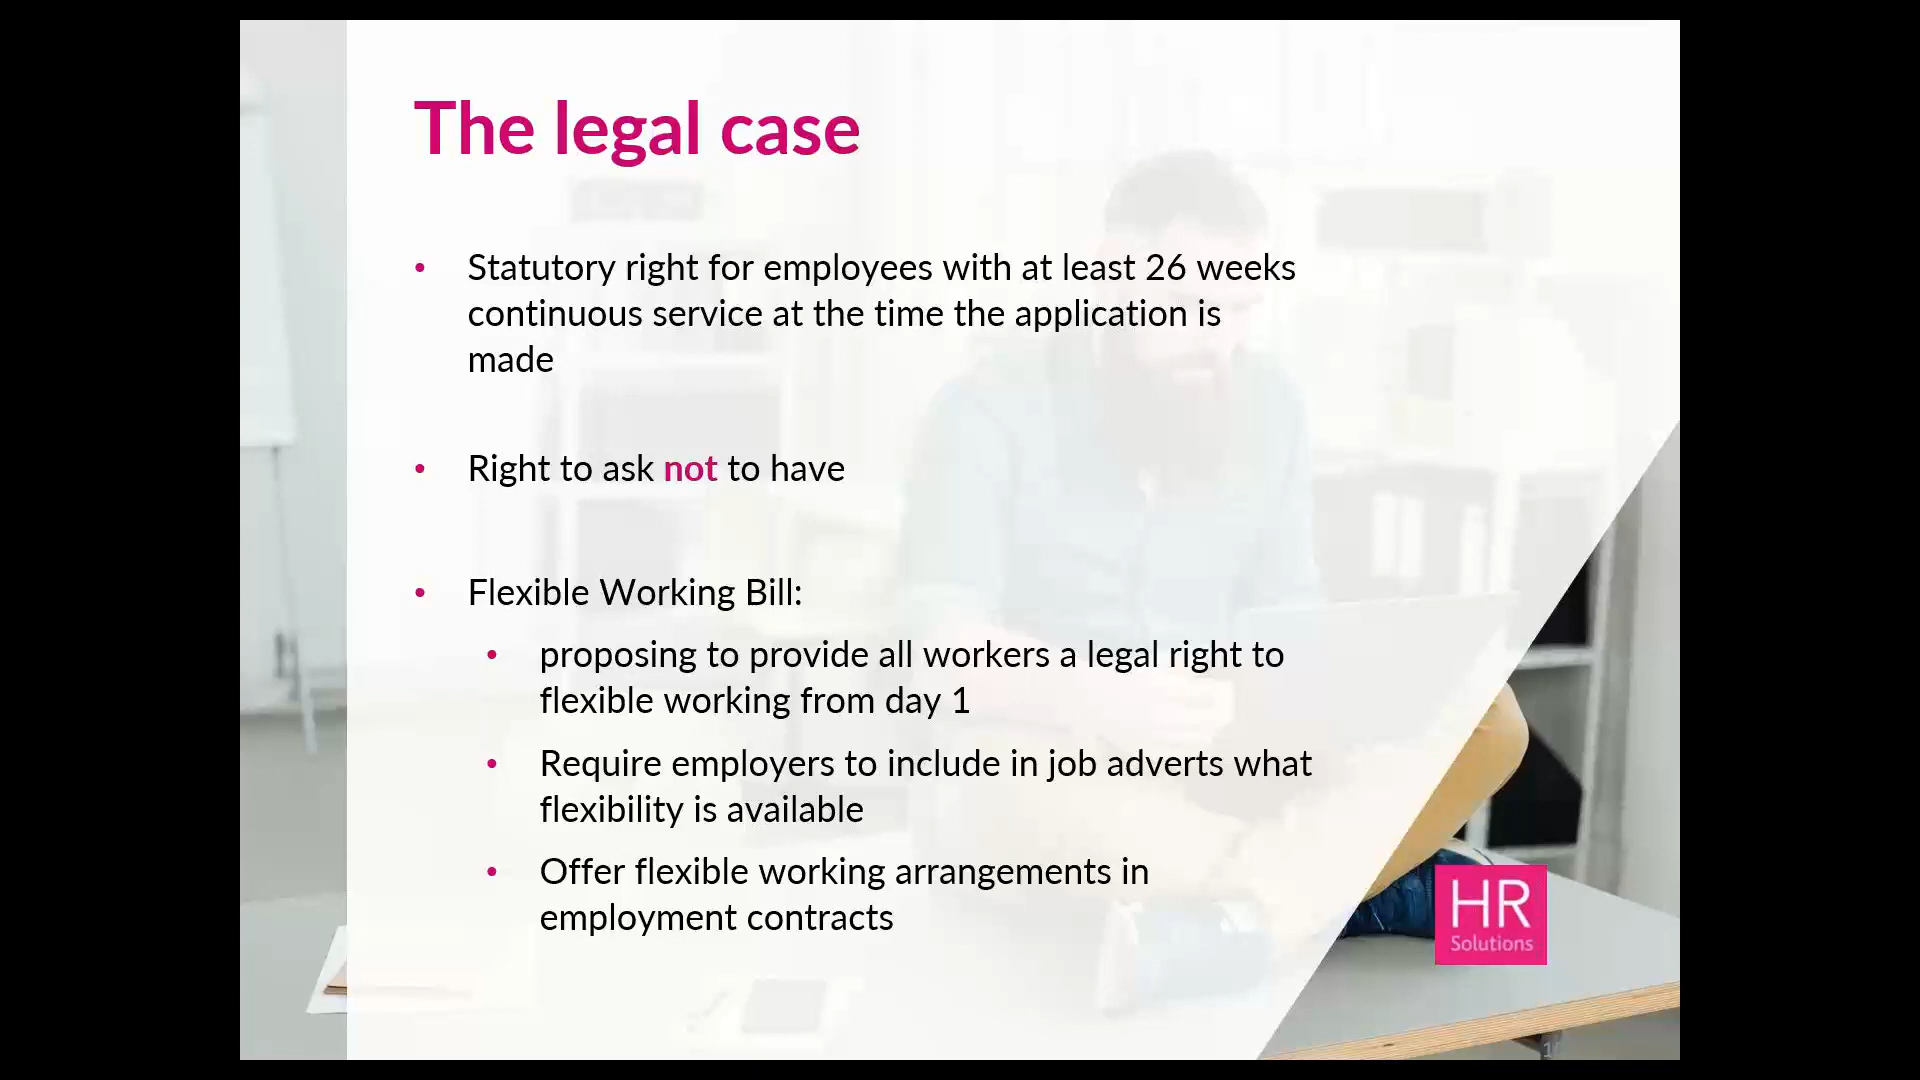 The legal case
• Statutory right for employees with at least 26 weeks
continuous service at the time the application is
made
• Right to ask not to have
• Flexible Working Bill:
• proposing to provide all workers a legal right to
flexible working from day 1
• Require employers to include in job adverts what
flexibility is available
• Offer flexible working arrangements in
employment contracts
HR
Solutions